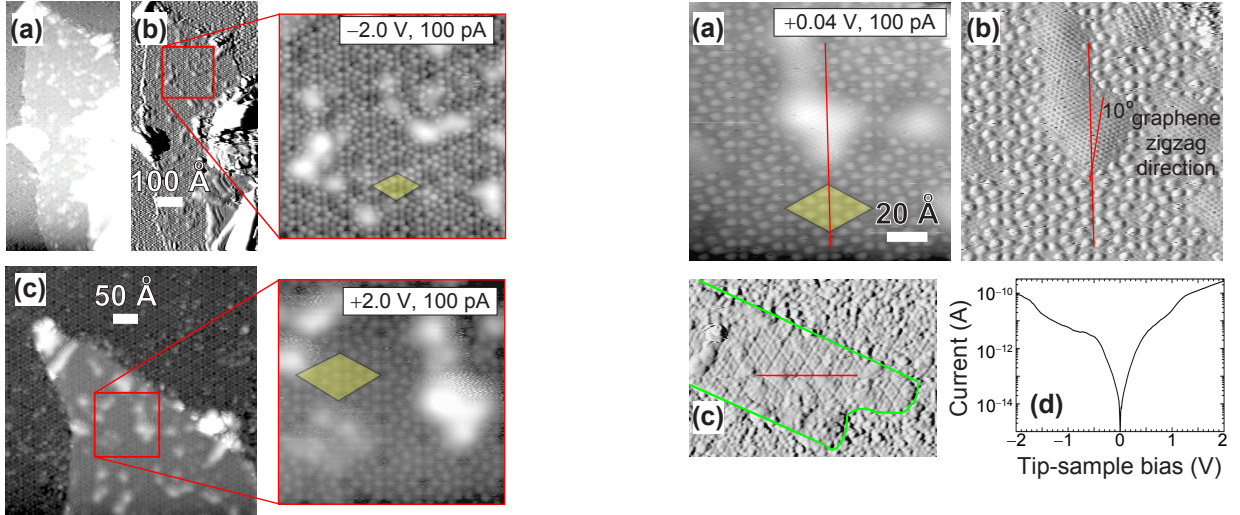 (a)
(b)
−2.0 V, 100 pA
100 Å
(c)
50 Å
+2.0 V, 100 pA
(a)
+0.04 V, 100 pA
20 Å
(b)
10° graphene
zigzag
direction
(c)
Current (A)
10⁻¹⁰
10⁻¹²
10⁻¹⁴
(d)
−2 −1 0 1 2
Tip-sample bias (V)